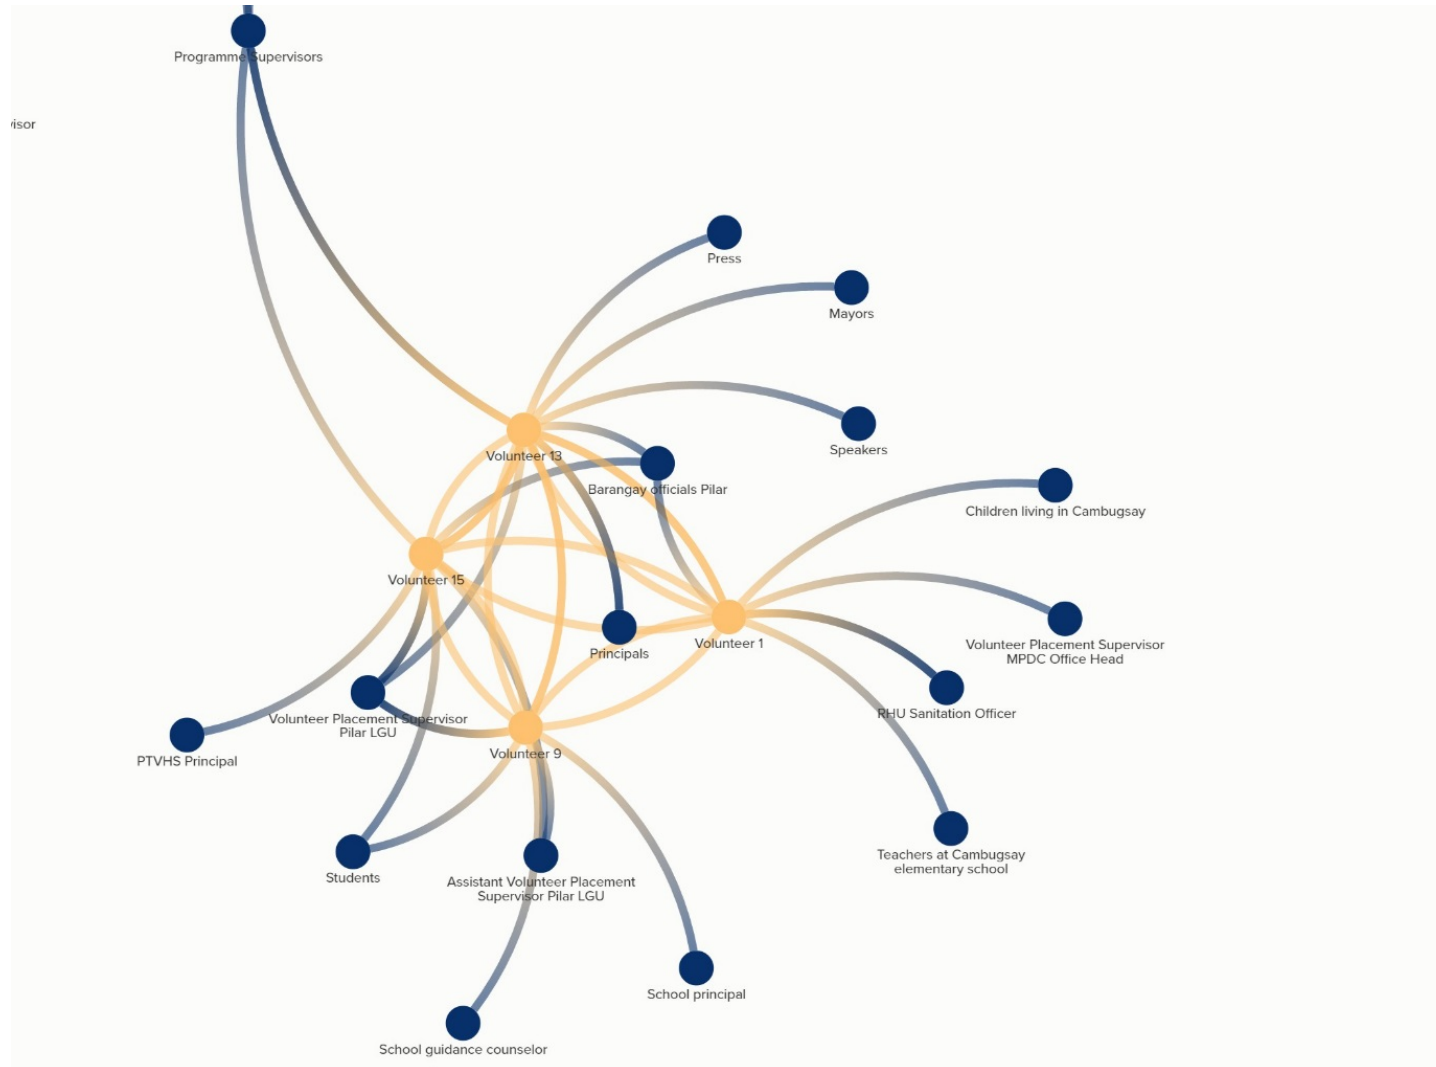 Programme Supervisors
visor
Press
Mayors
Speakers
Volunteer 13
Barangay officials Pilar
Children living in Cambugsay
Volunteer 15
Volunteer 1
Principals
Volunteer Placement Supervisor
MPDC Office Head
RHU Sanitation Officer
Volunteer Placement Supervisor
Pilar LGU
PTVHS Principal
Volunteer 9
Students
Assistant Volunteer Placement
Supervisor Pilar LGU
Teachers at Cambugsay
elementary school
School principal
School guidance counselor